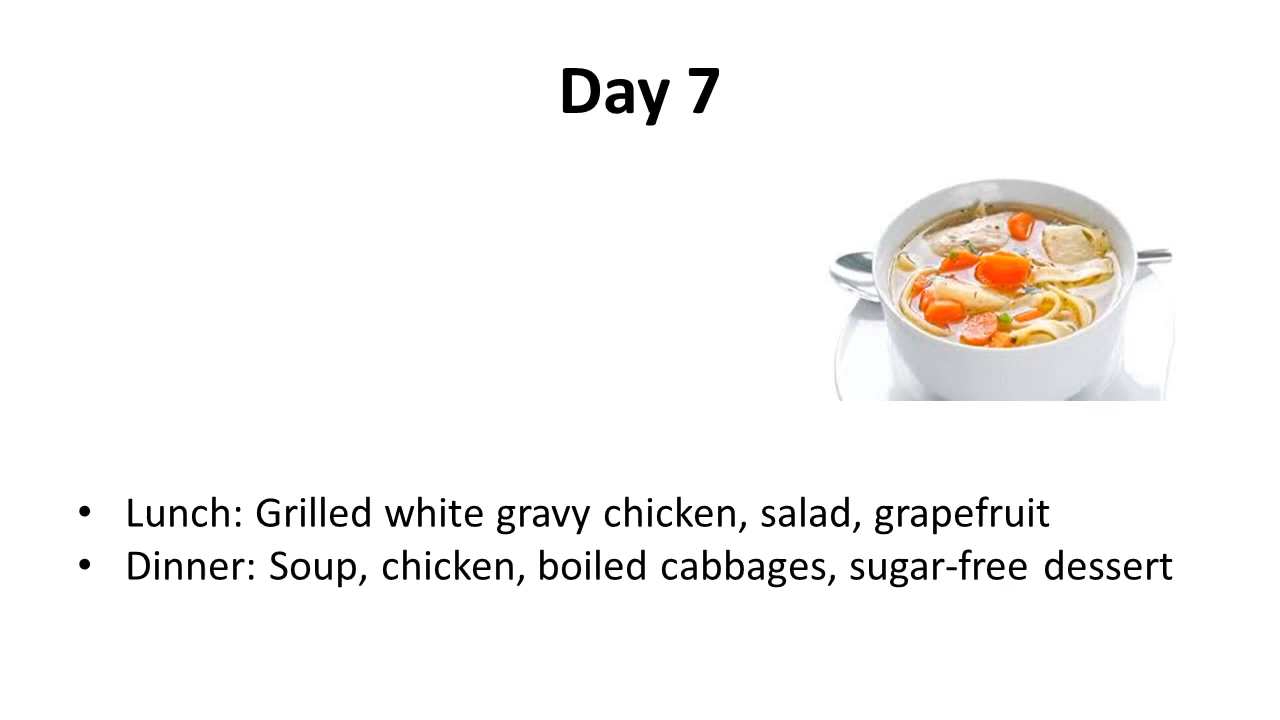 Day 7
• Lunch: Grilled white gravy chicken, salad, grapefruit
• Dinner: Soup, chicken, boiled cabbages, sugar-free dessert